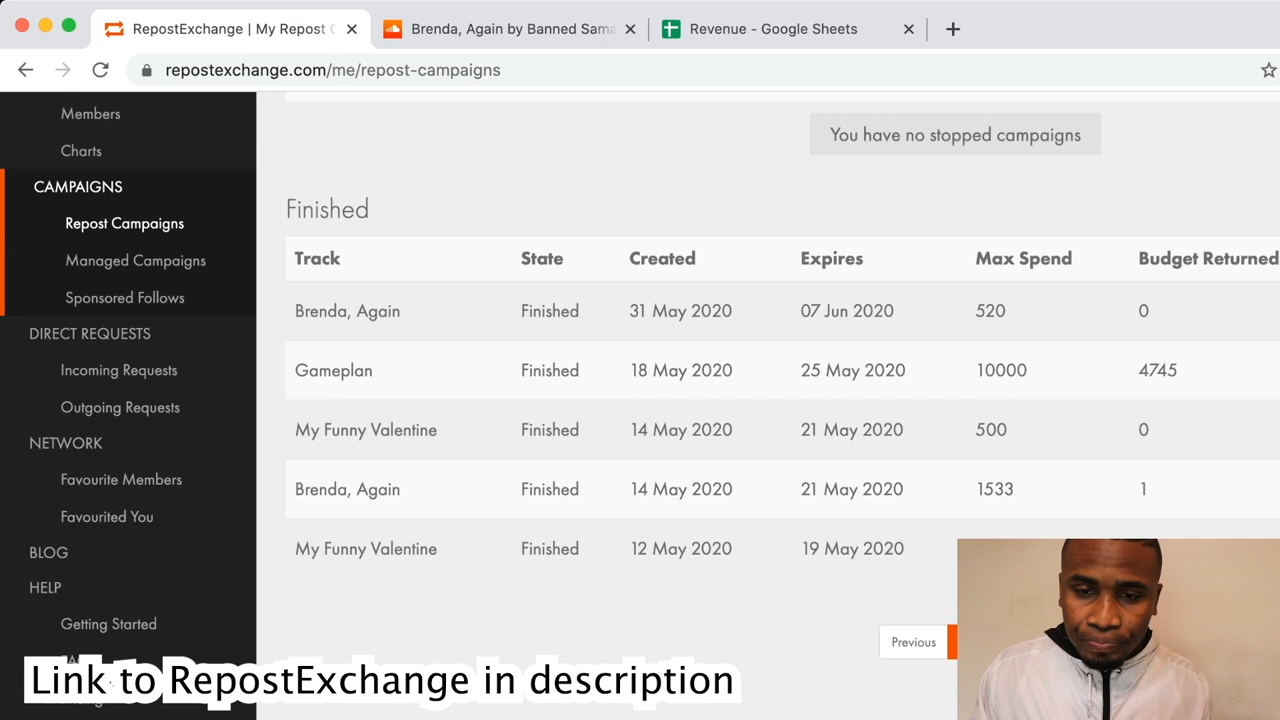 RepostExchange | My Repost C
Brenda, Again by Banned Sama
Revenue - Google Sheets
repostexchange.com/me/repost-campaigns
Members
Charts
CAMPAIGNS
Repost Campaigns
Managed Campaigns
Sponsored Follows
DIRECT REQUESTS
Incoming Requests
Outgoing Requests
NETWORK
Favourite Members
Favourited You
BLOG
HELP
Getting Started
You have no stopped campaigns
Finished
Track State Created Expires Max Spend Budget Returned
Brenda, Again Finished 31 May 2020 07 Jun 2020 520 0
Gameplan Finished 18 May 2020 25 May 2020 10000 4745
My Funny Valentine Finished 14 May 2020 21 May 2020 500 0
Brenda, Again Finished 14 May 2020 21 May 2020 1533 1
My Funny Valentine Finished 12 May 2020 19 May 2020
Previous
Link to RepostExchange in description